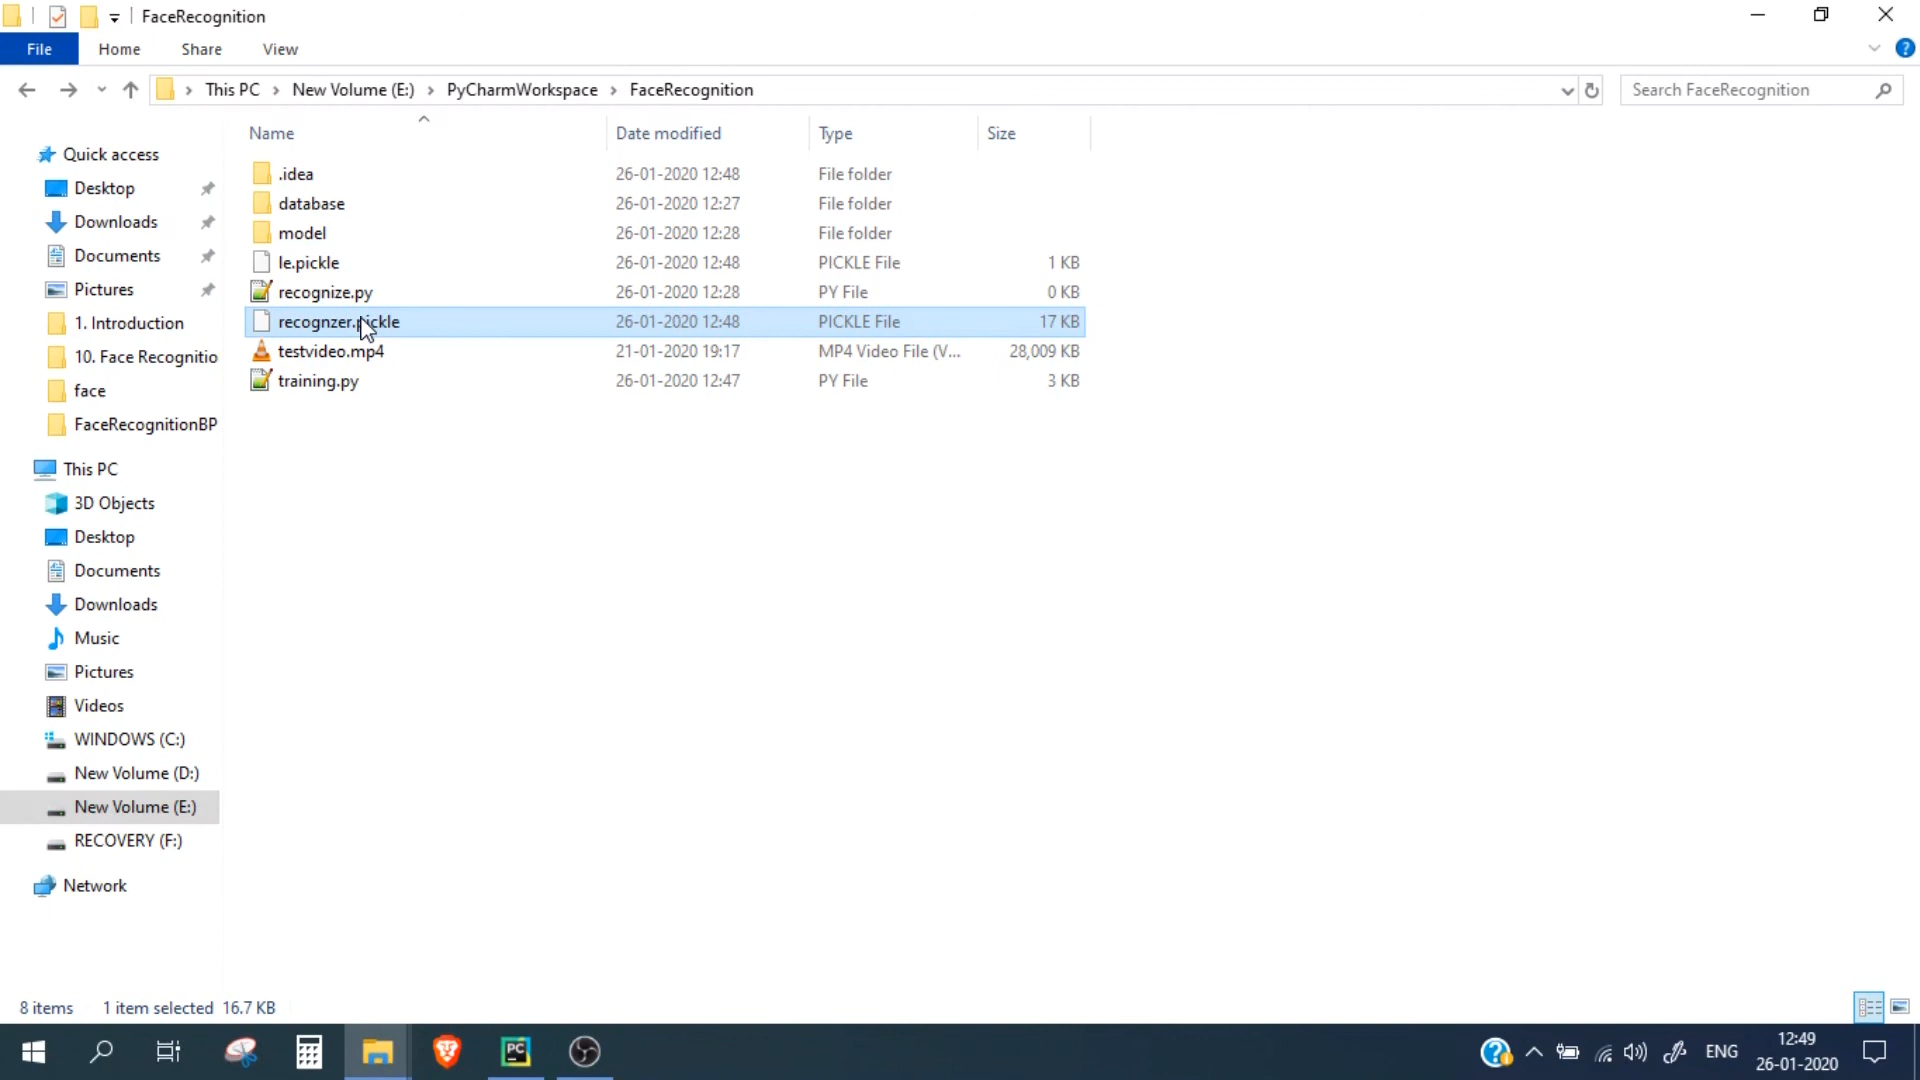 FaceRecognition
File Home Share View
This PC New Volume (E:) PyCharmWorkspace FaceRecognition Search FaceRecognition
Name Date modified Type Size
Quick access
Desktop
Downloads
Documents
Pictures
1. Introduction
10. Face Recognitio
face
FaceRecognitionBP
This PC
3D Objects
Desktop
Documents
Downloads
Music
Pictures
Videos
WINDOWS (C:)
New Volume (D:)
New Volume (E:)
RECOVERY (F:)
Network
.idea 26-01-2020 12:48 File folder
database 26-01-2020 12:27 File folder
model 26-01-2020 12:28 File folder
le.pickle 26-01-2020 12:48 PICKLE File 1 KB
recognize.py 26-01-2020 12:28 PY File 0 KB
recognzer.pickle 26-01-2020 12:48 PICKLE File 17 KB
testvideo.mp4 21-01-2020 19:17 MP4 Video File (V... 28,009 KB
training.py 26-01-2020 12:47 PY File 3 KB
8 items 1 item selected 16.7 KB
PC
ENG
12:49
26-01-2020